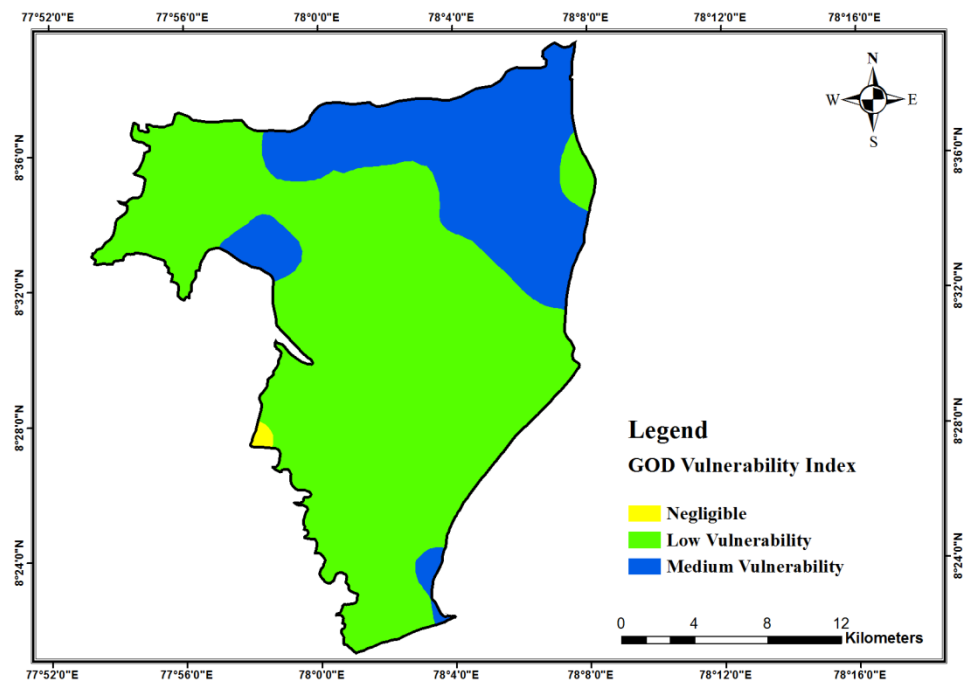 77°52'0"E 77°56'0"E 78°0'0"E 78°4'0"E 78°8'0"E 78°12'0"E 78°16'0"E
N
W E
S
8°36'0"N 8°36'0"N
8°32'0"N 8°32'0"N
8°28'0"N 8°28'0"N
8°24'0"N 8°24'0"N
Legend
GOD Vulnerability Index
Negligible
Low Vulnerability
Medium Vulnerability
0 4 8 12
Kilometers
77°52'0"E 77°56'0"E 78°0'0"E 78°4'0"E 78°8'0"E 78°12'0"E 78°16'0"E